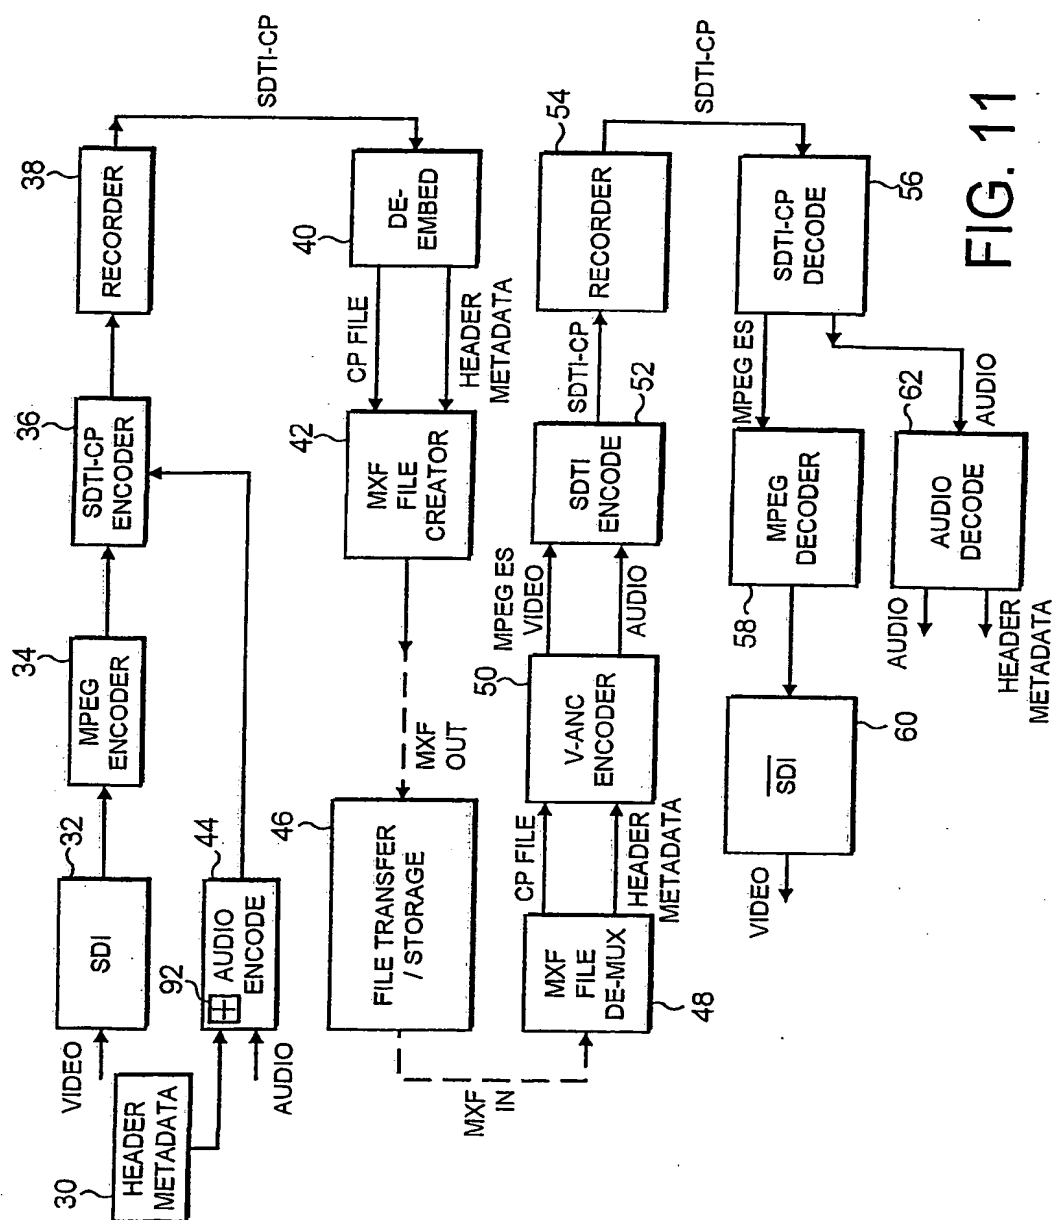 30
HEADER
METADATA
VIDEO
32
SDI
34
MPEG
ENCODER
36
SDTI-CP
ENCODER
38
RECORDER
SDTI-CP
92
44
AUDIO
ENCODE
AUDIO
40
DE-
EMBED
CP FILE
HEADER
METADATA
42
MXF
FILE
CREATOR
MXF
OUT
46
FILE TRANSFER
/ STORAGE
MXF
IN
48
MXF
FILE
DE-MUX
CP FILE
HEADER
METADATA
50
V-ANC
ENCODER
MPEG ES
VIDEO
AUDIO
52
SDTI
ENCODE
SDTI-CP
54
RECORDER
SDTI-CP
56
SDTI-CP
DECODE
MPEG ES
AUDIO
58
MPEG
DECODER
60
SDI
VIDEO
62
AUDIO
DECODE
AUDIO
HEADER
METADATA
FIG. 11